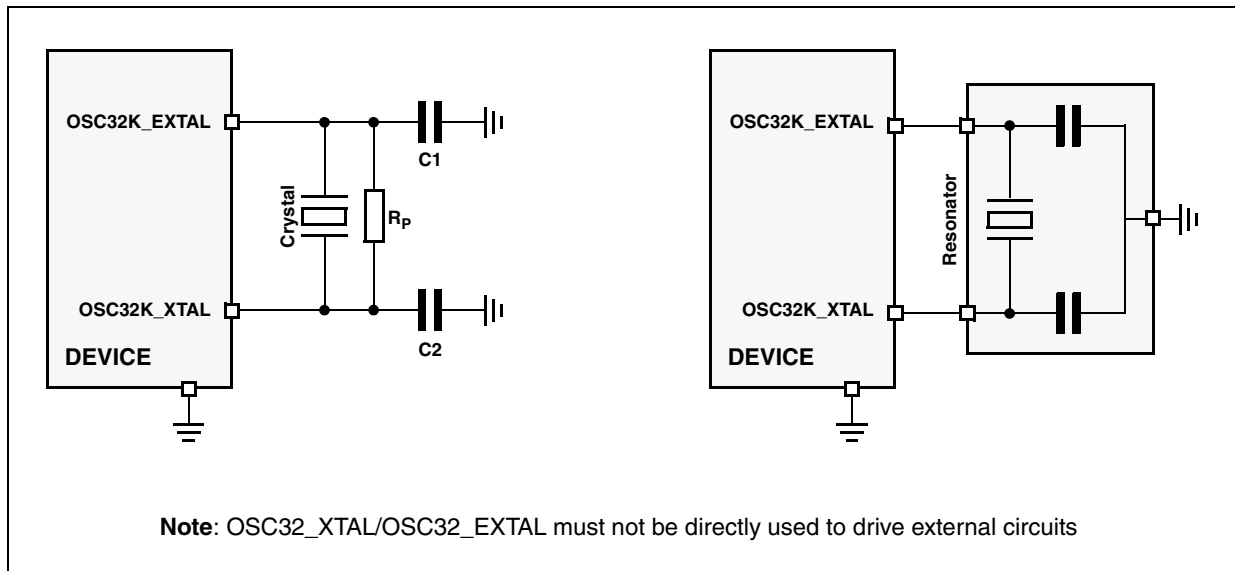 OSC32K_EXTAL
C1
Crystal
RP
OSC32K_XTAL
C2
DEVICE
OSC32K_EXTAL
Resonator
OSC32K_XTAL
DEVICE
Note: OSC32_XTAL/OSC32_EXTAL must not be directly used to drive external circuits